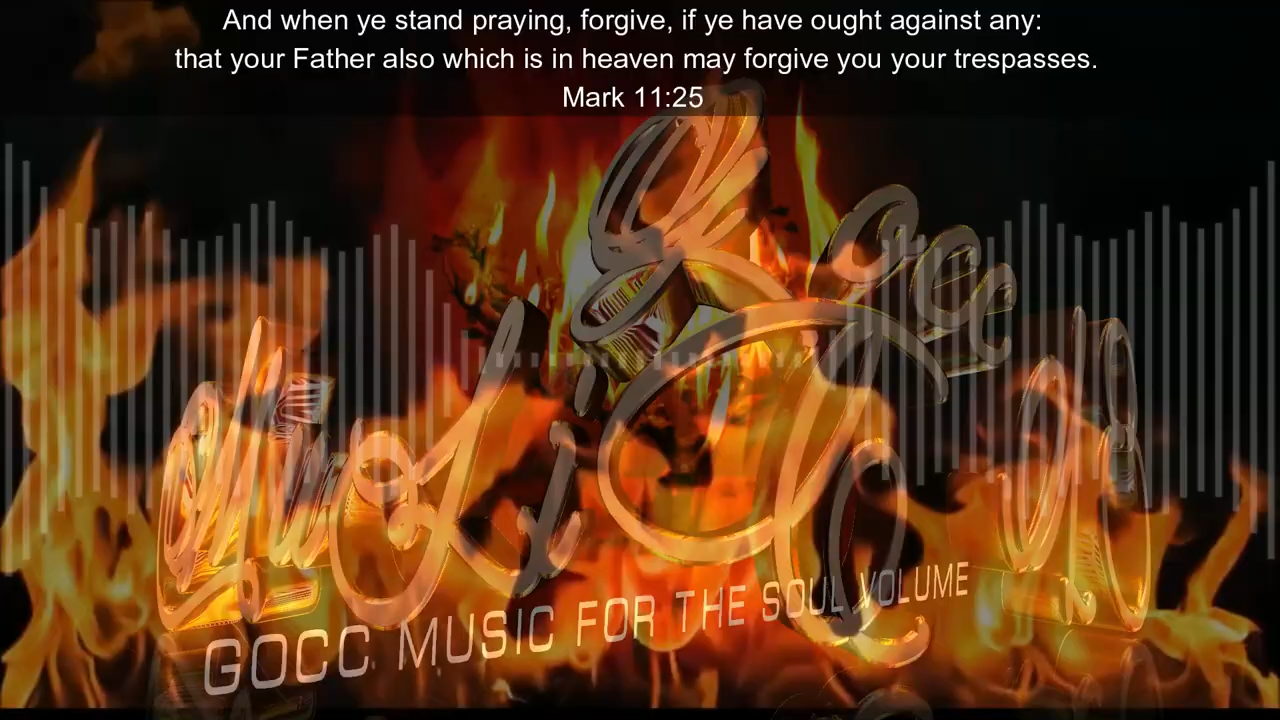 And when ye stand praying, forgive, if ye have ought against any:
that your Father also which is in heaven may forgive you your trespasses.
Mark 11:25
Gocc
Music
GOCC MUSIC FOR THE SOUL VOLUME